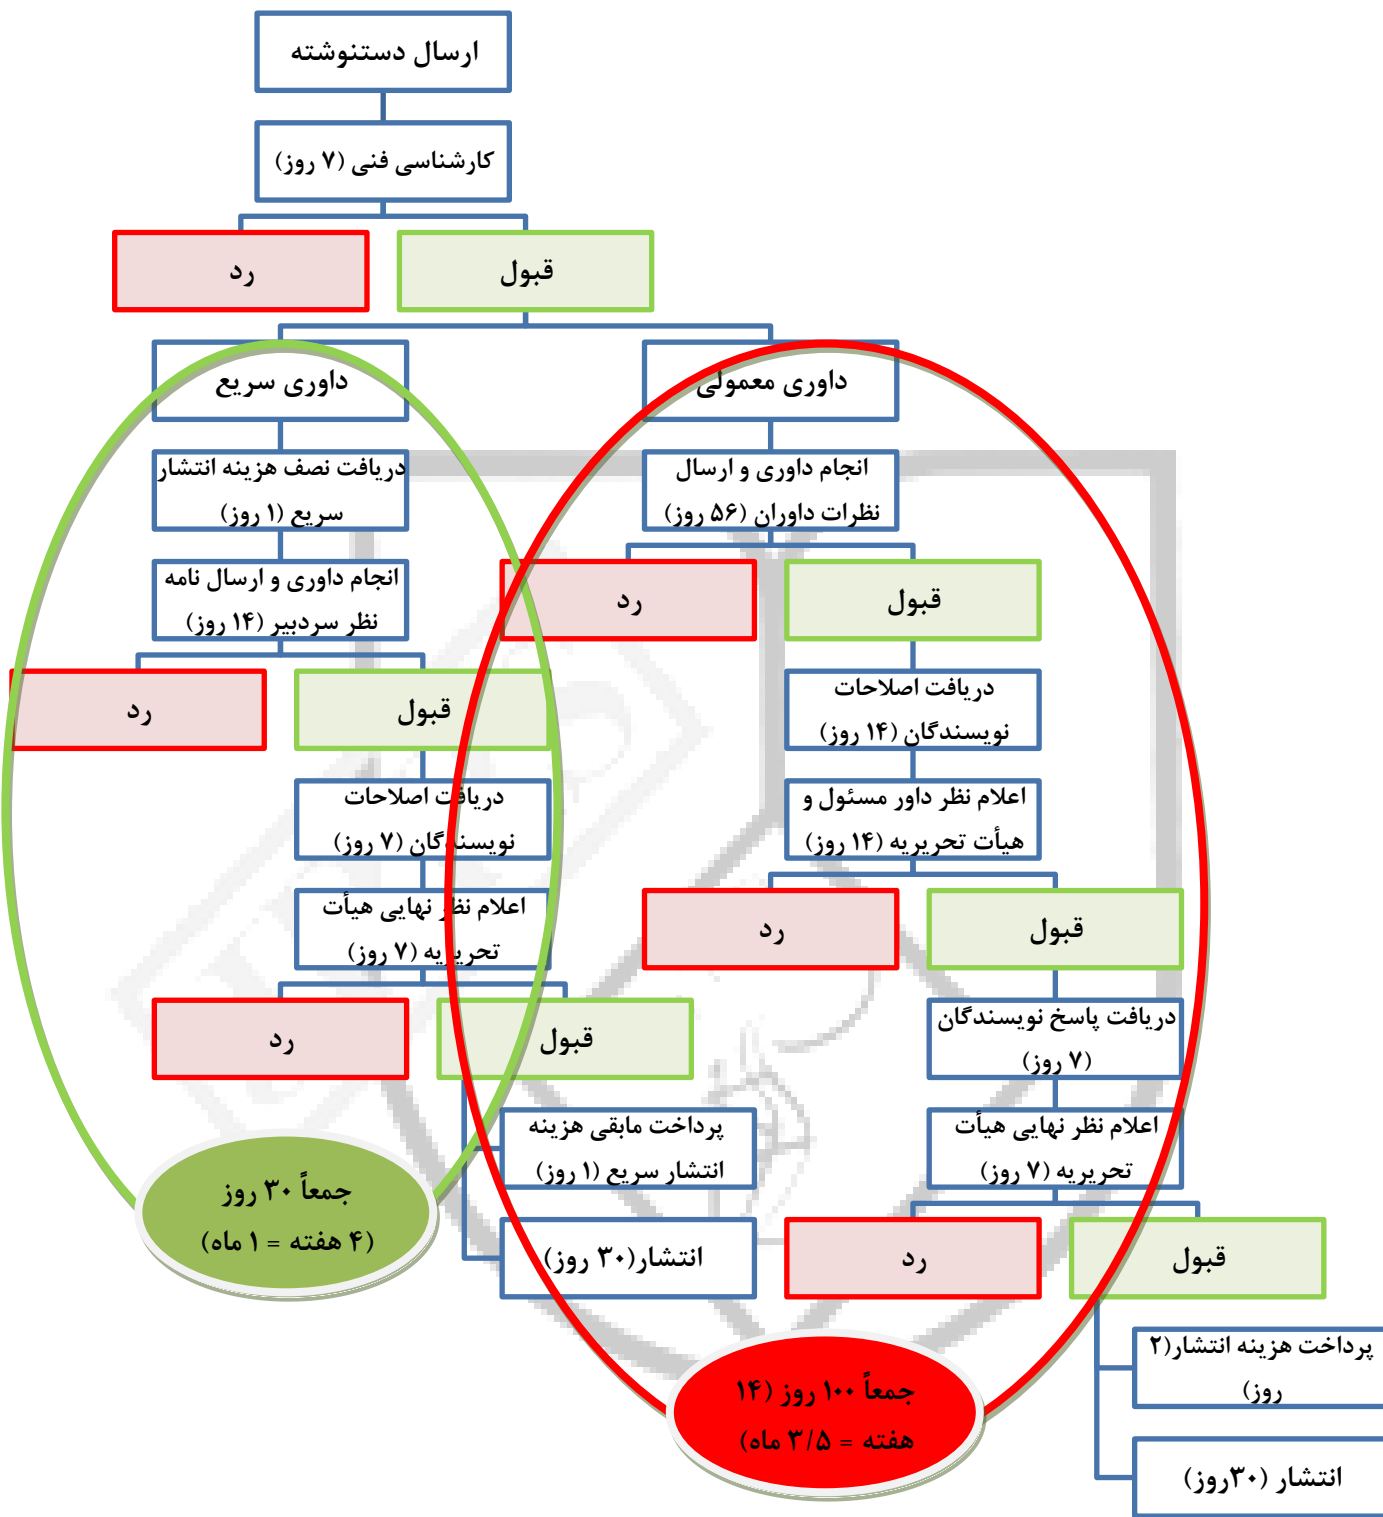 ارسال دستنوشته
کارشناسی فنی (۷ روز)
قبول
رد
داوری معمولی
انجام داوری و ارسال
نظرات داوران (۵۶ روز)
قبول
رد
دریافت اصلاحات
نویسندگان (۱۴ روز)
اعلام نظر داور مسئول و
هیأت تحریریه (۱۴ روز)
قبول
رد
دریافت پاسخ نویسندگان
(۷ روز)
اعلام نظر نهایی هیأت
تحریریه (۷ روز)
قبول
رد
پرداخت هزینه انتشار(۲
روز)
انتشار (۳۰روز)
جمعاً ۱۰۰ روز (۱۴
هفته = ۳/۵ ماه)
داوری سریع
دریافت نصف هزینه انتشار
سریع (۱ روز)
انجام داوری و ارسال نامه
نظر سردبیر (۱۴ روز)
قبول
رد
دریافت اصلاحات
نویسندگان (۷ روز)
اعلام نظر نهایی هیأت
تحریریه (۷ روز)
قبول
رد
پرداخت مابقی هزینه
انتشار سریع (۱ روز)
انتشار(۳۰ روز)
جمعاً ۳۰ روز
(۴ هفته = ۱ ماه)